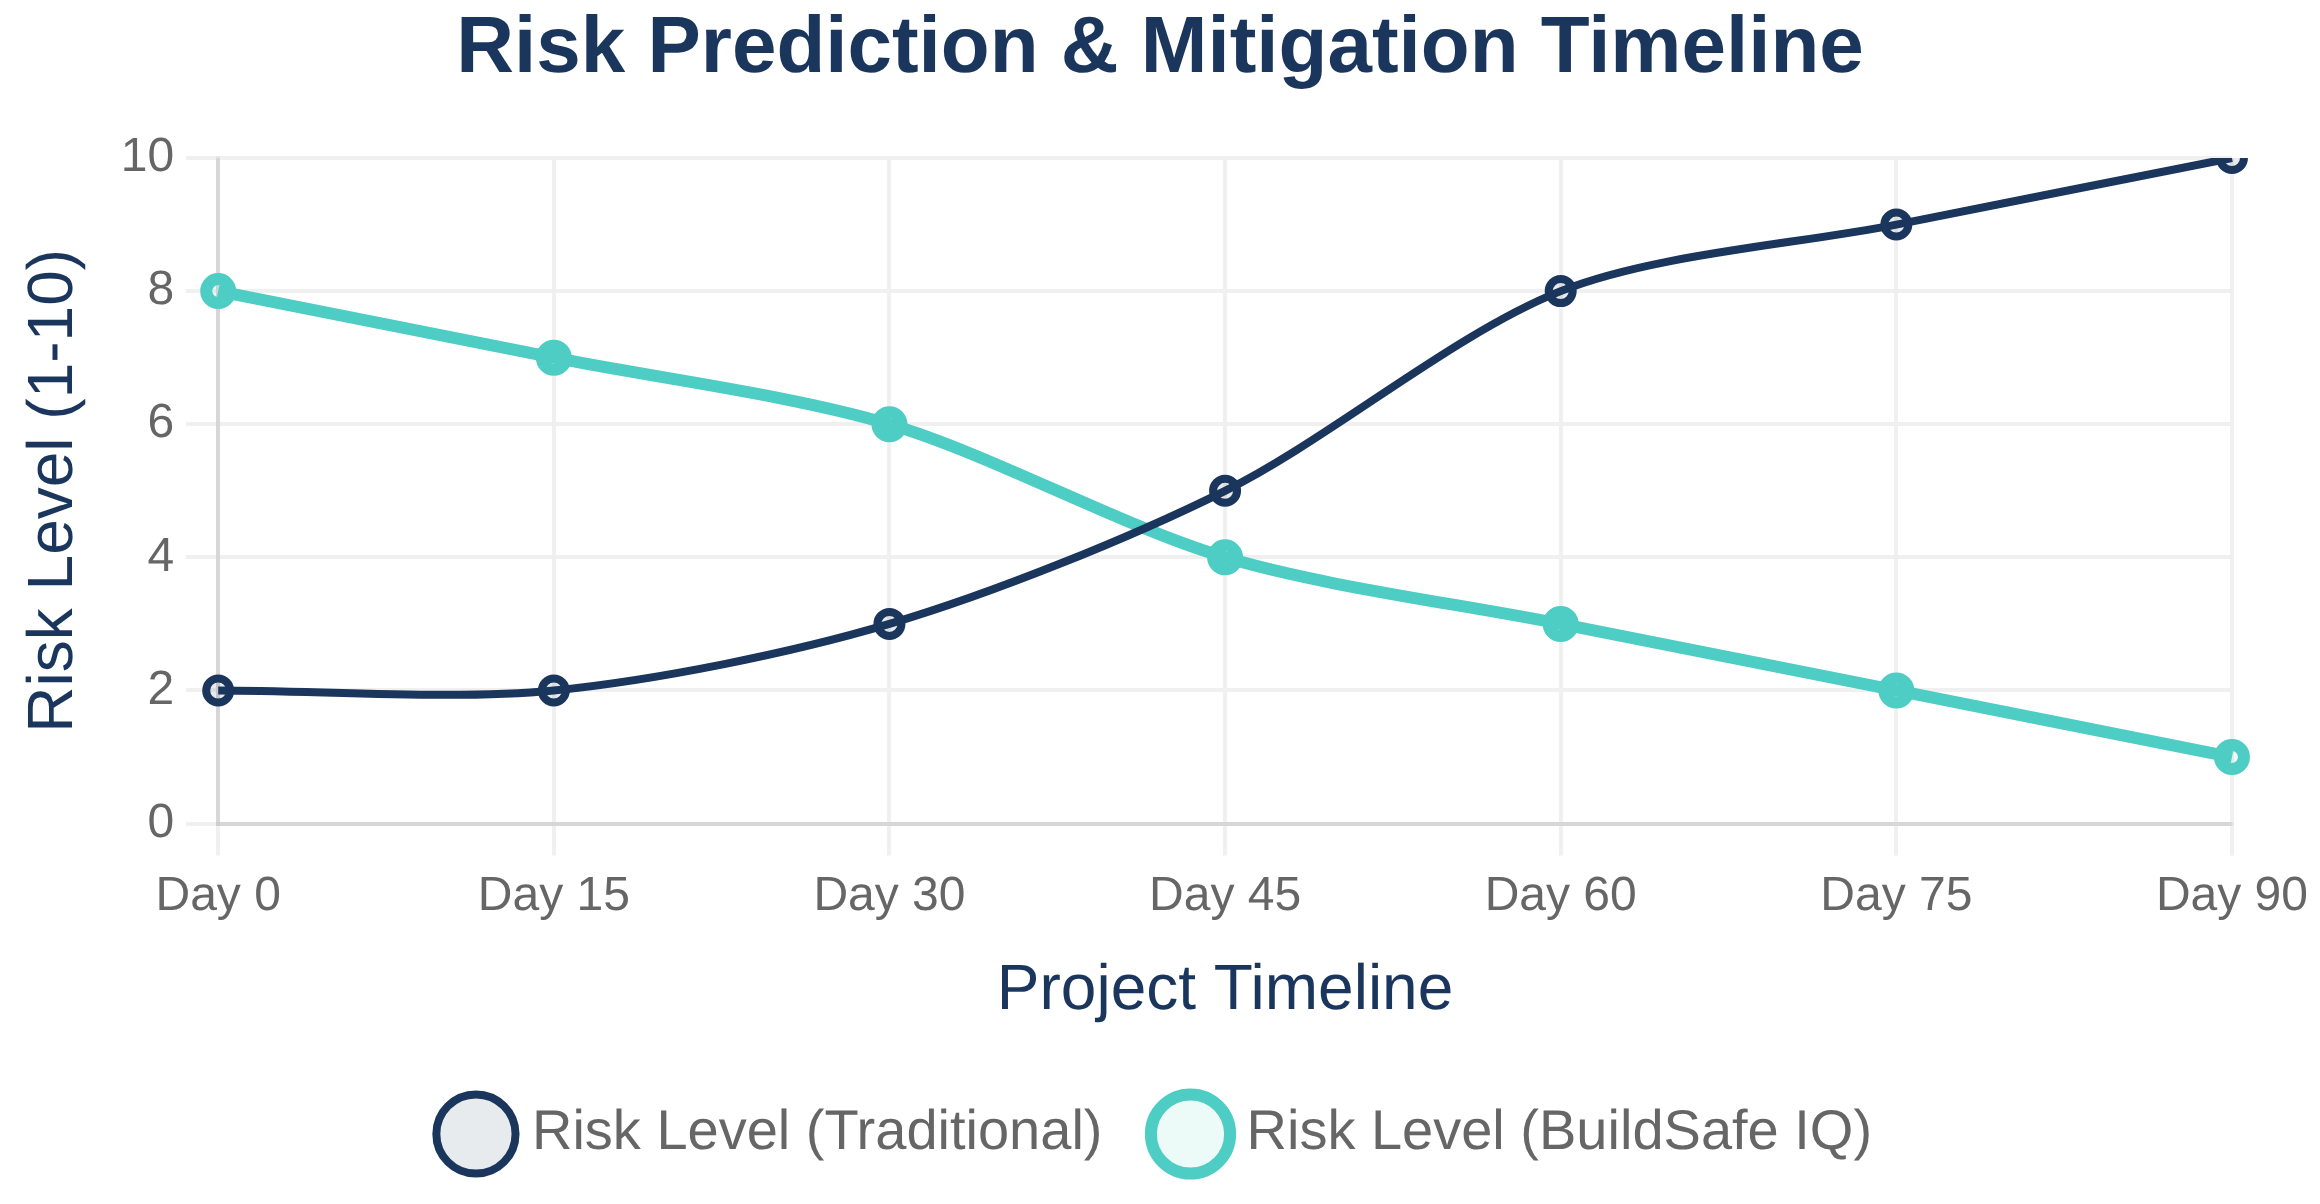 Risk Prediction & Mitigation Timeline
10
8
6
4
2
0
Risk Level (1-10)
Day 0
Day 15
Day 30
Day 45
Day 60
Day 75
Day 90
Project Timeline
Risk Level (Traditional)
Risk Level (BuildSafe IQ)